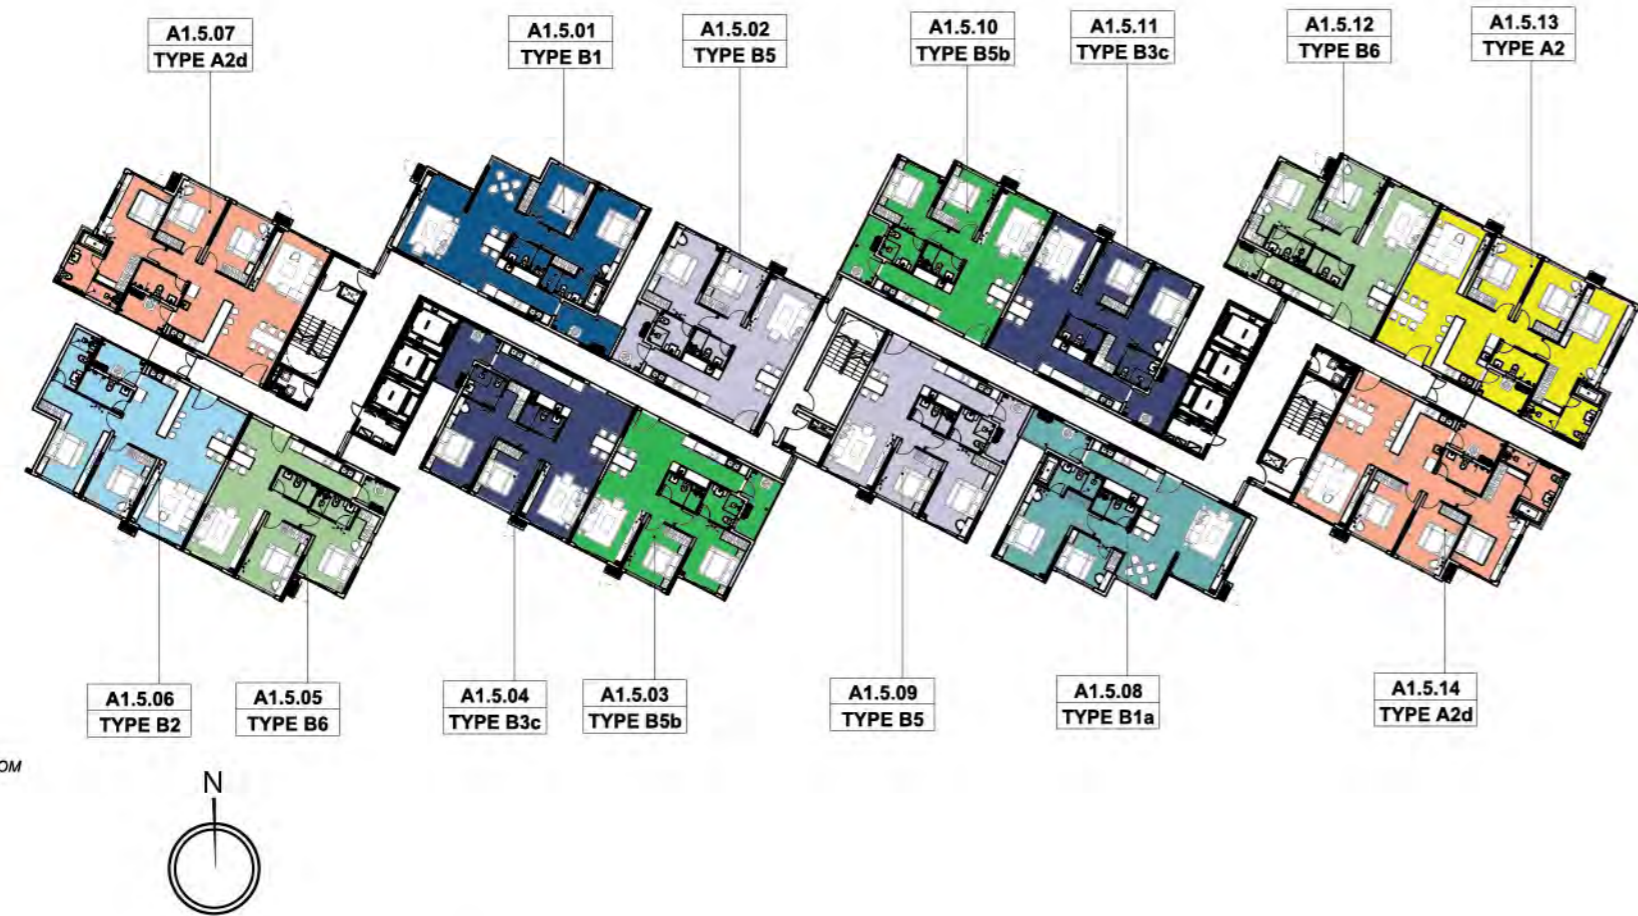 A1.5.07
TYPE A2d
A1.5.01
TYPE B1
A1.5.02
TYPE B5
A1.5.10
TYPE B5b
A1.5.11
TYPE B3c
A1.5.12
TYPE B6
A1.5.13
TYPE A2
A1.5.06
TYPE B2
A1.5.05
TYPE B6
A1.5.04
TYPE B3c
A1.5.03
TYPE B5b
A1.5.09
TYPE B5
A1.5.08
TYPE B1a
A1.5.14
TYPE A2d
OM
N